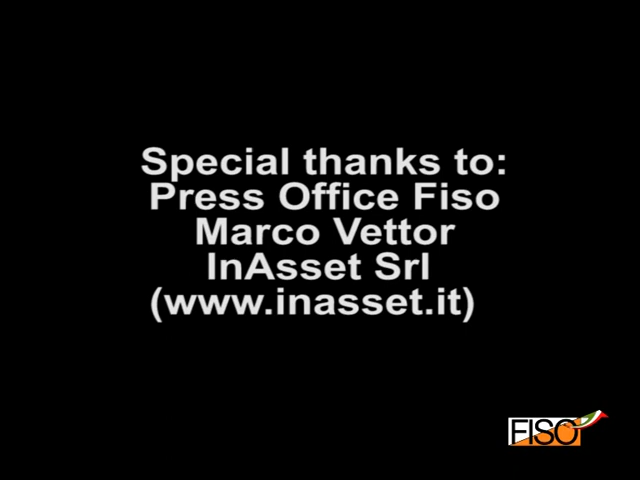 Special thanks to:
Press Office Fiso
Marco Vettor
InAsset Srl
(www.inasset.it)
FISO